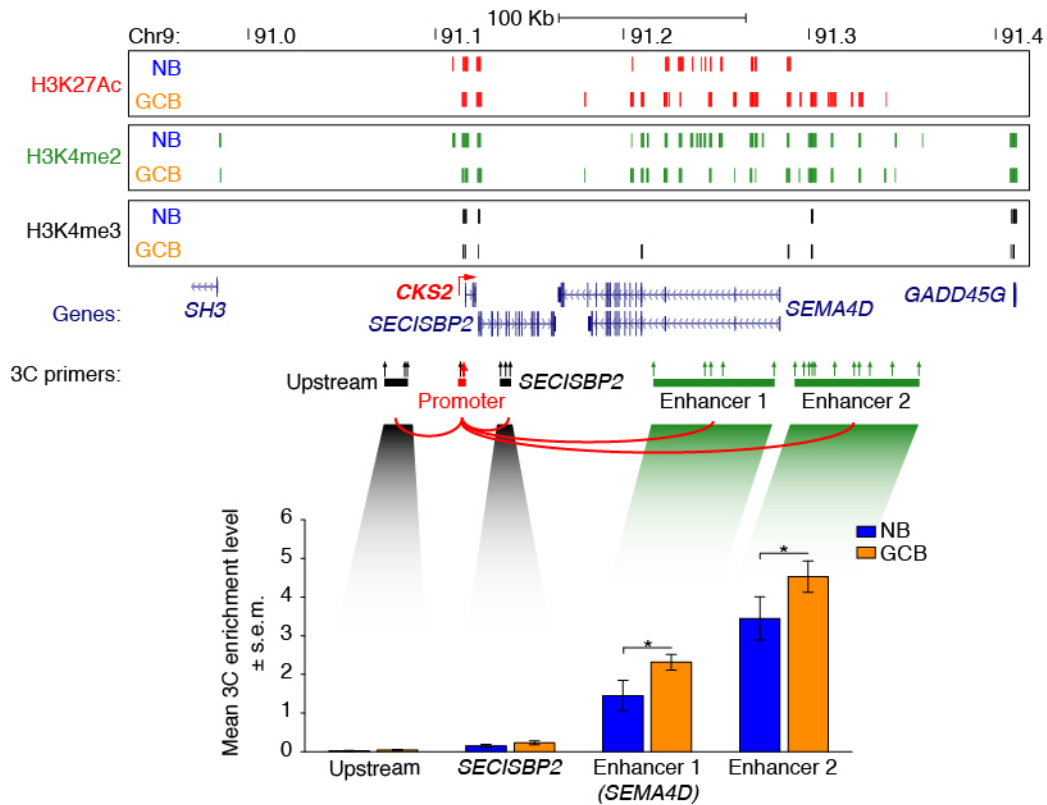 100 Kb
Chr9: 91.0 91.1 91.2 91.3 91.4
H3K27Ac NB
GCB
H3K4me2 NB
GCB
H3K4me3 NB
GCB
Genes: SH3 CKS2 SECISBP2 SEMA4D GADD45G
3C primers: Upstream SECISBP2
Promoter Enhancer 1 Enhancer 2
Mean 3C enrichment level
± s.e.m.
6
5
4
3
2
1
0
NB
GCB
*
*
Upstream SECISBP2 Enhancer 1 Enhancer 2
(SEMA4D)